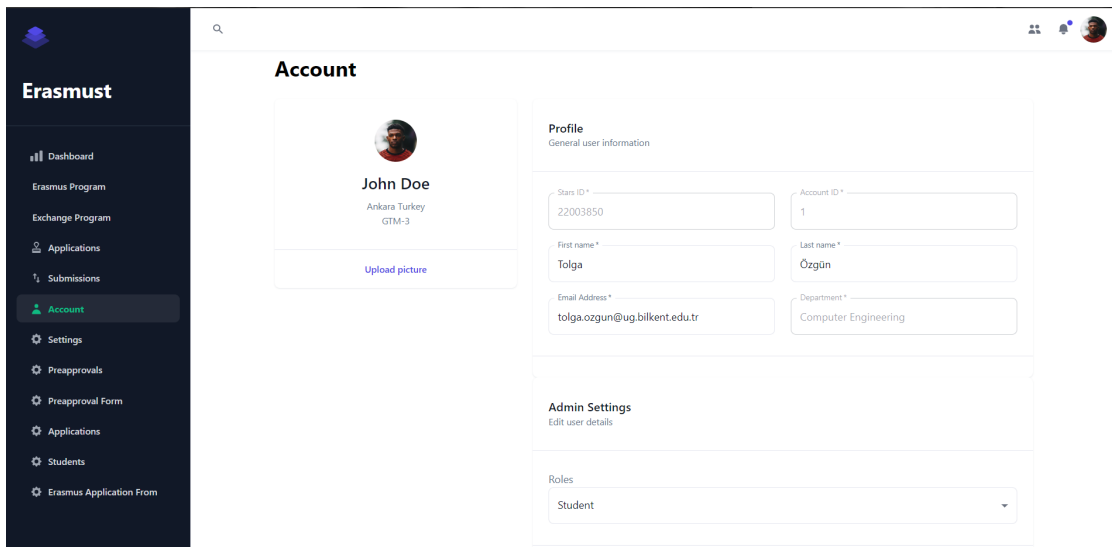 Erasmust
Dashboard
Erasmus Program
Exchange Program
Applications
Submissions
Account
Settings
Preapprovals
Preapproval Form
Applications
Students
Erasmus Application From
Account
John Doe
Ankara Turkey
GTM-3
Upload picture
Profile
General user information
Stars ID *
22003850
Account ID *
1
First name *
Tolga
Last name *
Özgün
Email Address *
tolga.ozgun@ug.bilkent.edu.tr
Department *
Computer Engineering
Admin Settings
Edit user details
Roles
Student